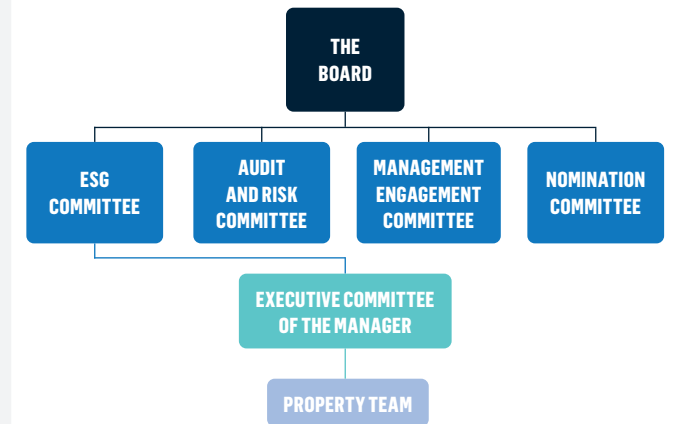 THE
BOARD
ESG
COMMITTEE
AUDIT
AND RISK
COMMITTEE
MANAGEMENT
ENGAGEMENT
COMMITTEE
NOMINATION
COMMITTEE
EXECUTIVE COMMITTEE
OF THE MANAGER
PROPERTY TEAM